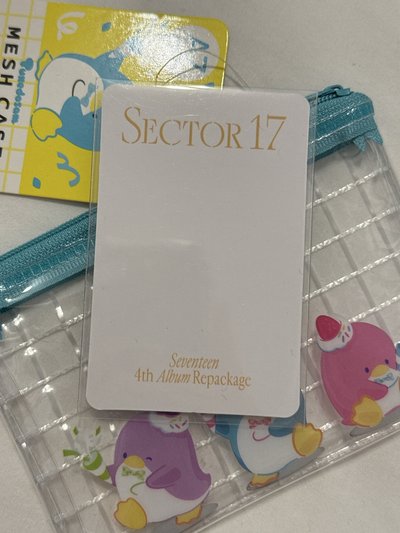 MESH CASE
SECTOR 17
Seventeen
4th Album Repackage